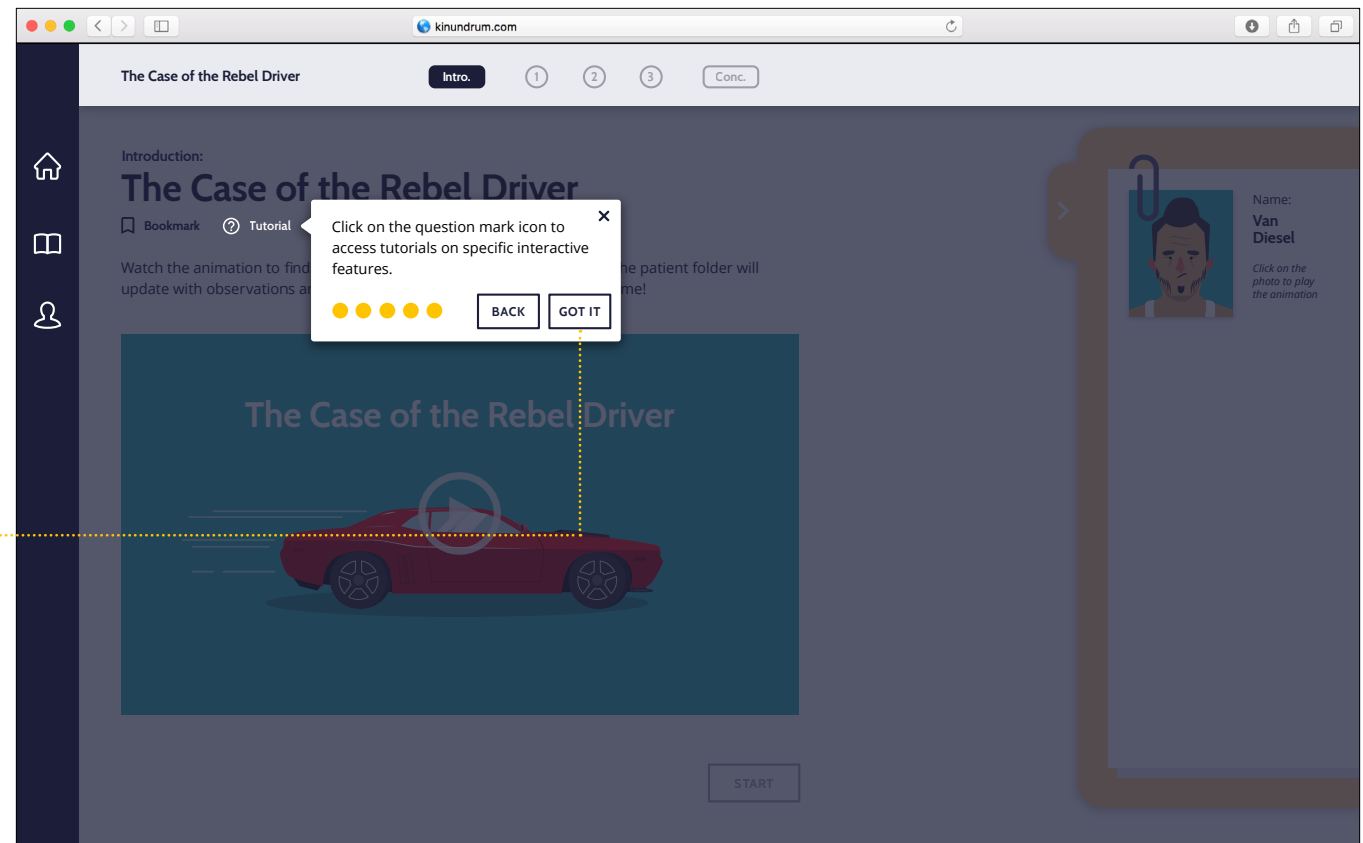 kinundrum.com
The Case of the Rebel Driver
Intro.
1
2
3
Conc.
Introduction:
The Case of the Rebel Driver
Bookmark
? Tutorial
Click on the question mark icon to
access tutorials on specific interactive
features.
BACK
GOT IT
Watch the animation to find he patient folder will
update with observations a me!
The Case of the Rebel Driver
START
Name:
Van
Diesel
Click on the
photo to play
the animation